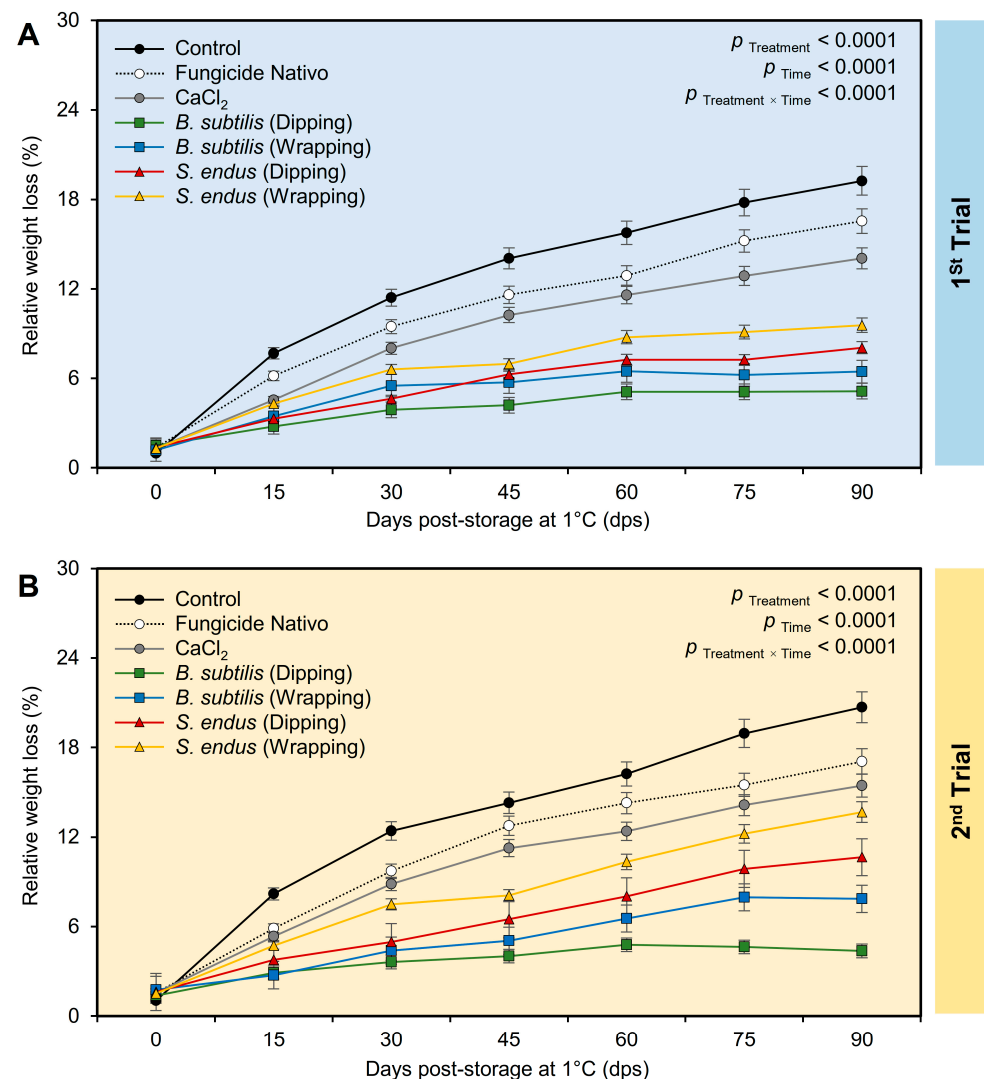 A
30
24
18
12
6
0
Relative weight loss (%)
Control
Fungicide Nativo
CaCl₂
B. subtilis (Dipping)
B. subtilis (Wrapping)
S. endus (Dipping)
S. endus (Wrapping)
p Treatment < 0.0001
p Time < 0.0001
p Treatment × Time < 0.0001
0 15 30 45 60 75 90
Days post-storage at 1°C (dps)
1St Trial
B
30
24
18
12
6
0
Relative weight loss (%)
Control
Fungicide Nativo
CaCl₂
B. subtilis (Dipping)
B. subtilis (Wrapping)
S. endus (Dipping)
S. endus (Wrapping)
p Treatment < 0.0001
p Time < 0.0001
p Treatment × Time < 0.0001
0 15 30 45 60 75 90
Days post-storage at 1°C (dps)
2nd Trial